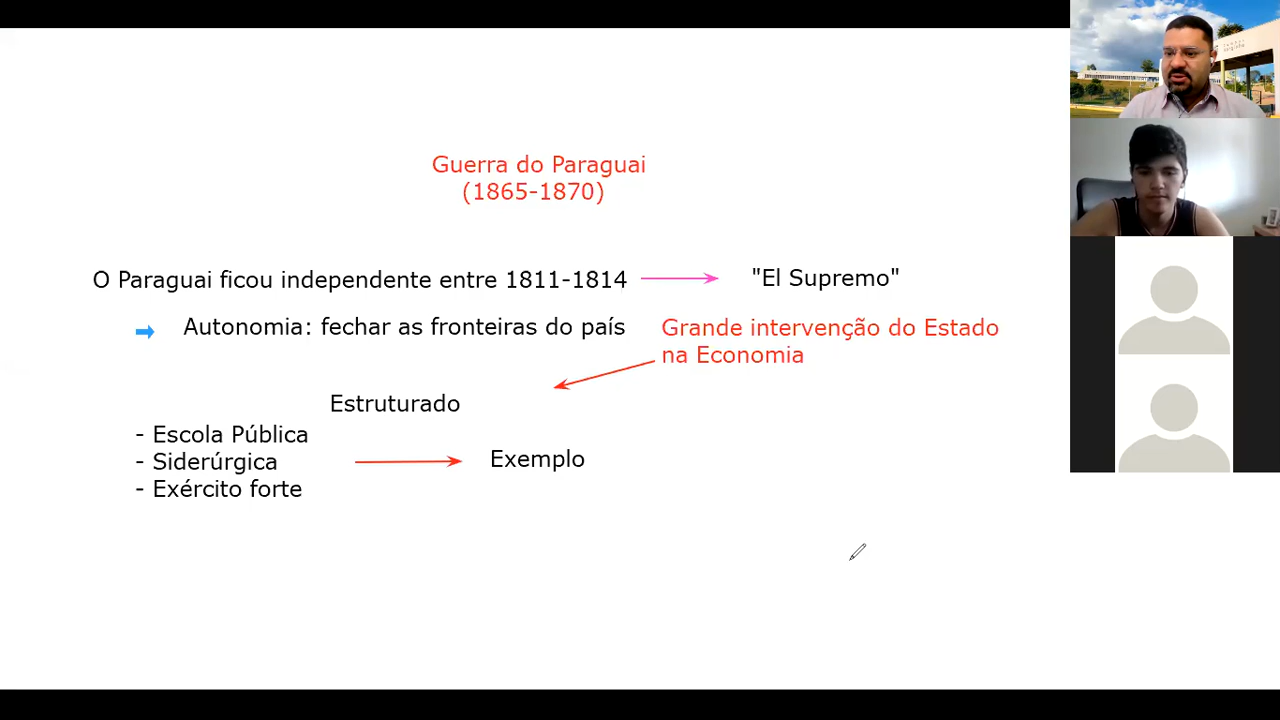 Guerra do Paraguai
(1865-1870)
O Paraguai ficou independente entre 1811-1814
"El Supremo"
Autonomia: fechar as fronteiras do país
Grande intervenção do Estado
na Economia
Estruturado
- Escola Pública
- Siderúrgica
- Exército forte
Exemplo